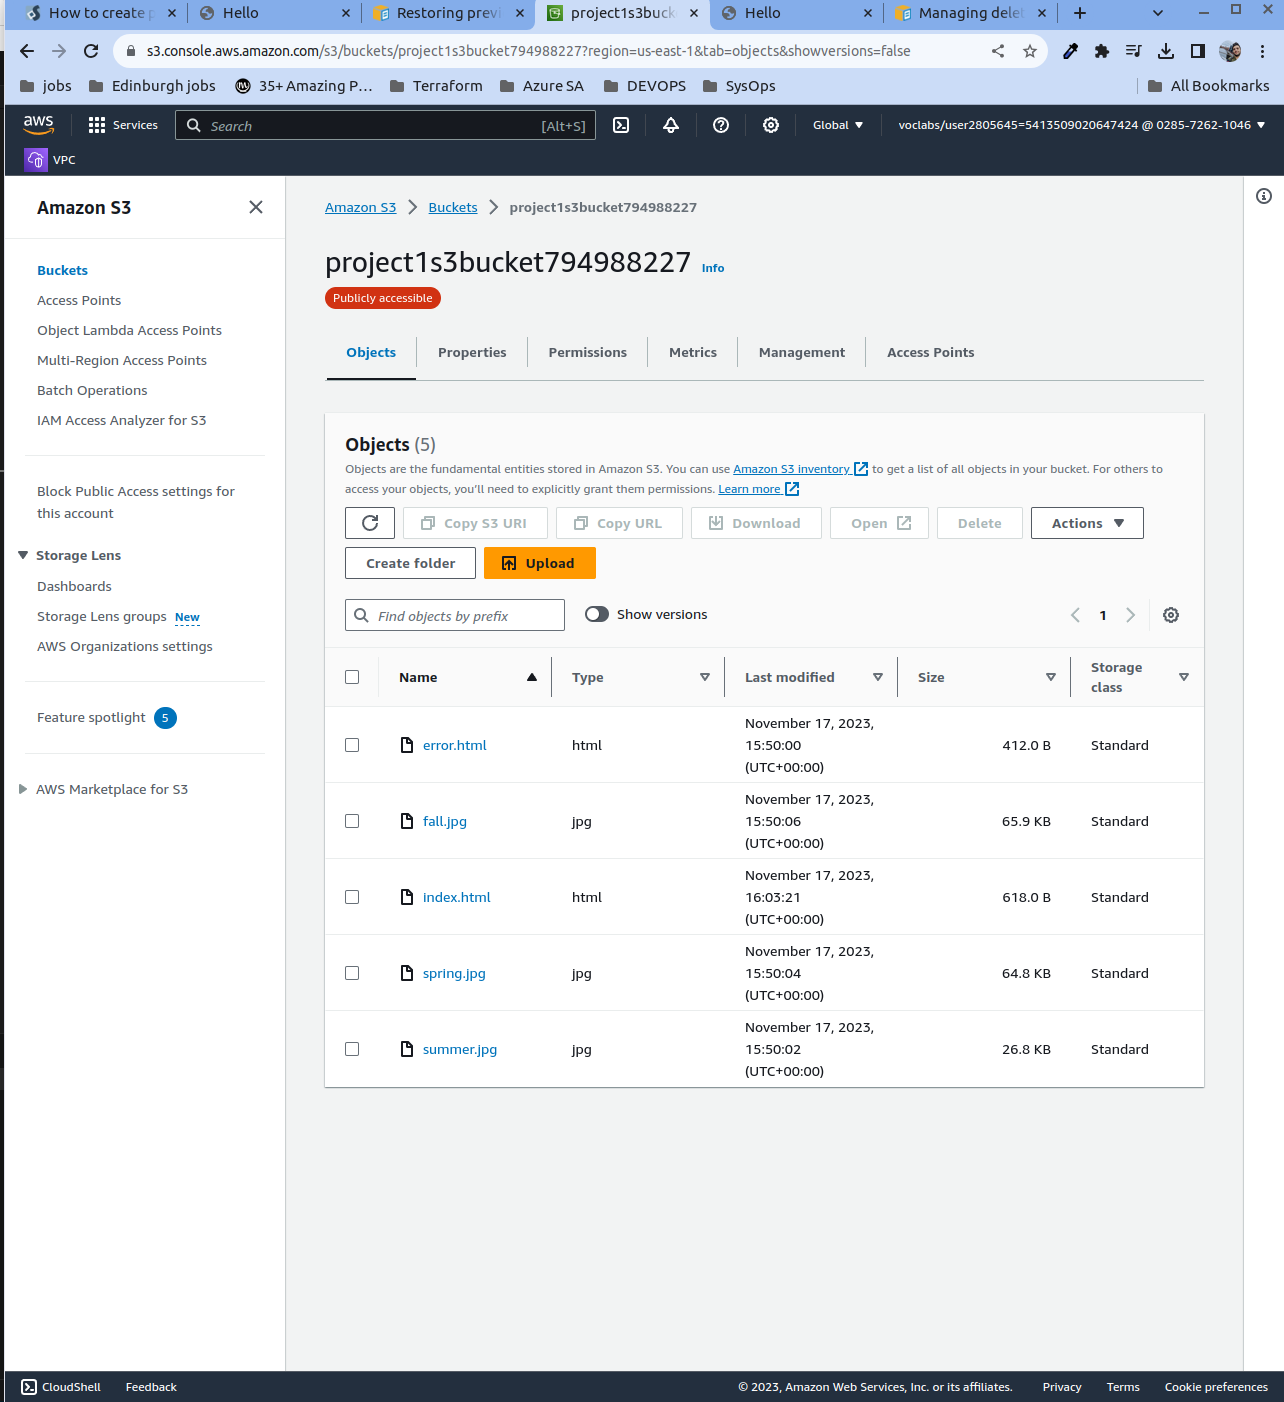 How to create p
Hello
Restoring previ
project1s3buck
Hello
Managing delet
s3.console.aws.amazon.com/s3/buckets/project1s3bucket794988227?region=us-east-1&tab=objects&showversions=false
jobs
Edinburgh jobs
35+ Amazing P...
Terraform
Azure SA
DEVOPS
SysOps
All Bookmarks
aws
Services
Search
[Alt+S]
Global
voclabs/user2805645=5413509020647424 @ 0285-7262-1046
VPC
Amazon S3
Buckets
Access Points
Object Lambda Access Points
Multi-Region Access Points
Batch Operations
IAM Access Analyzer for S3
Block Public Access settings for
this account
Storage Lens
Dashboards
Storage Lens groups New
AWS Organizations settings
Feature spotlight 5
AWS Marketplace for S3
Amazon S3
Buckets
project1s3bucket794988227
project1s3bucket794988227 Info
Publicly accessible
Objects
Properties
Permissions
Metrics
Management
Access Points
Objects (5)
Objects are the fundamental entities stored in Amazon S3. You can use Amazon S3 inventory to get a list of all objects in your bucket. For others to
access your objects, you'll need to explicitly grant them permissions. Learn more
Copy S3 URI
Copy URL
Download
Open
Delete
Actions
Create folder
Upload
Find objects by prefix
Show versions
1
Name
Type
Last modified
Size
Storage
class
error.html
html
November 17, 2023,
15:50:00
(UTC+00:00)
412.0 B
Standard
fall.jpg
jpg
November 17, 2023,
15:50:06
(UTC+00:00)
65.9 KB
Standard
index.html
html
November 17, 2023,
16:03:21
(UTC+00:00)
618.0 B
Standard
spring.jpg
jpg
November 17, 2023,
15:50:04
(UTC+00:00)
64.8 KB
Standard
summer.jpg
jpg
November 17, 2023,
15:50:02
(UTC+00:00)
26.8 KB
Standard
CloudShell
Feedback
© 2023, Amazon Web Services, Inc. or its affiliates.
Privacy
Terms
Cookie preferences